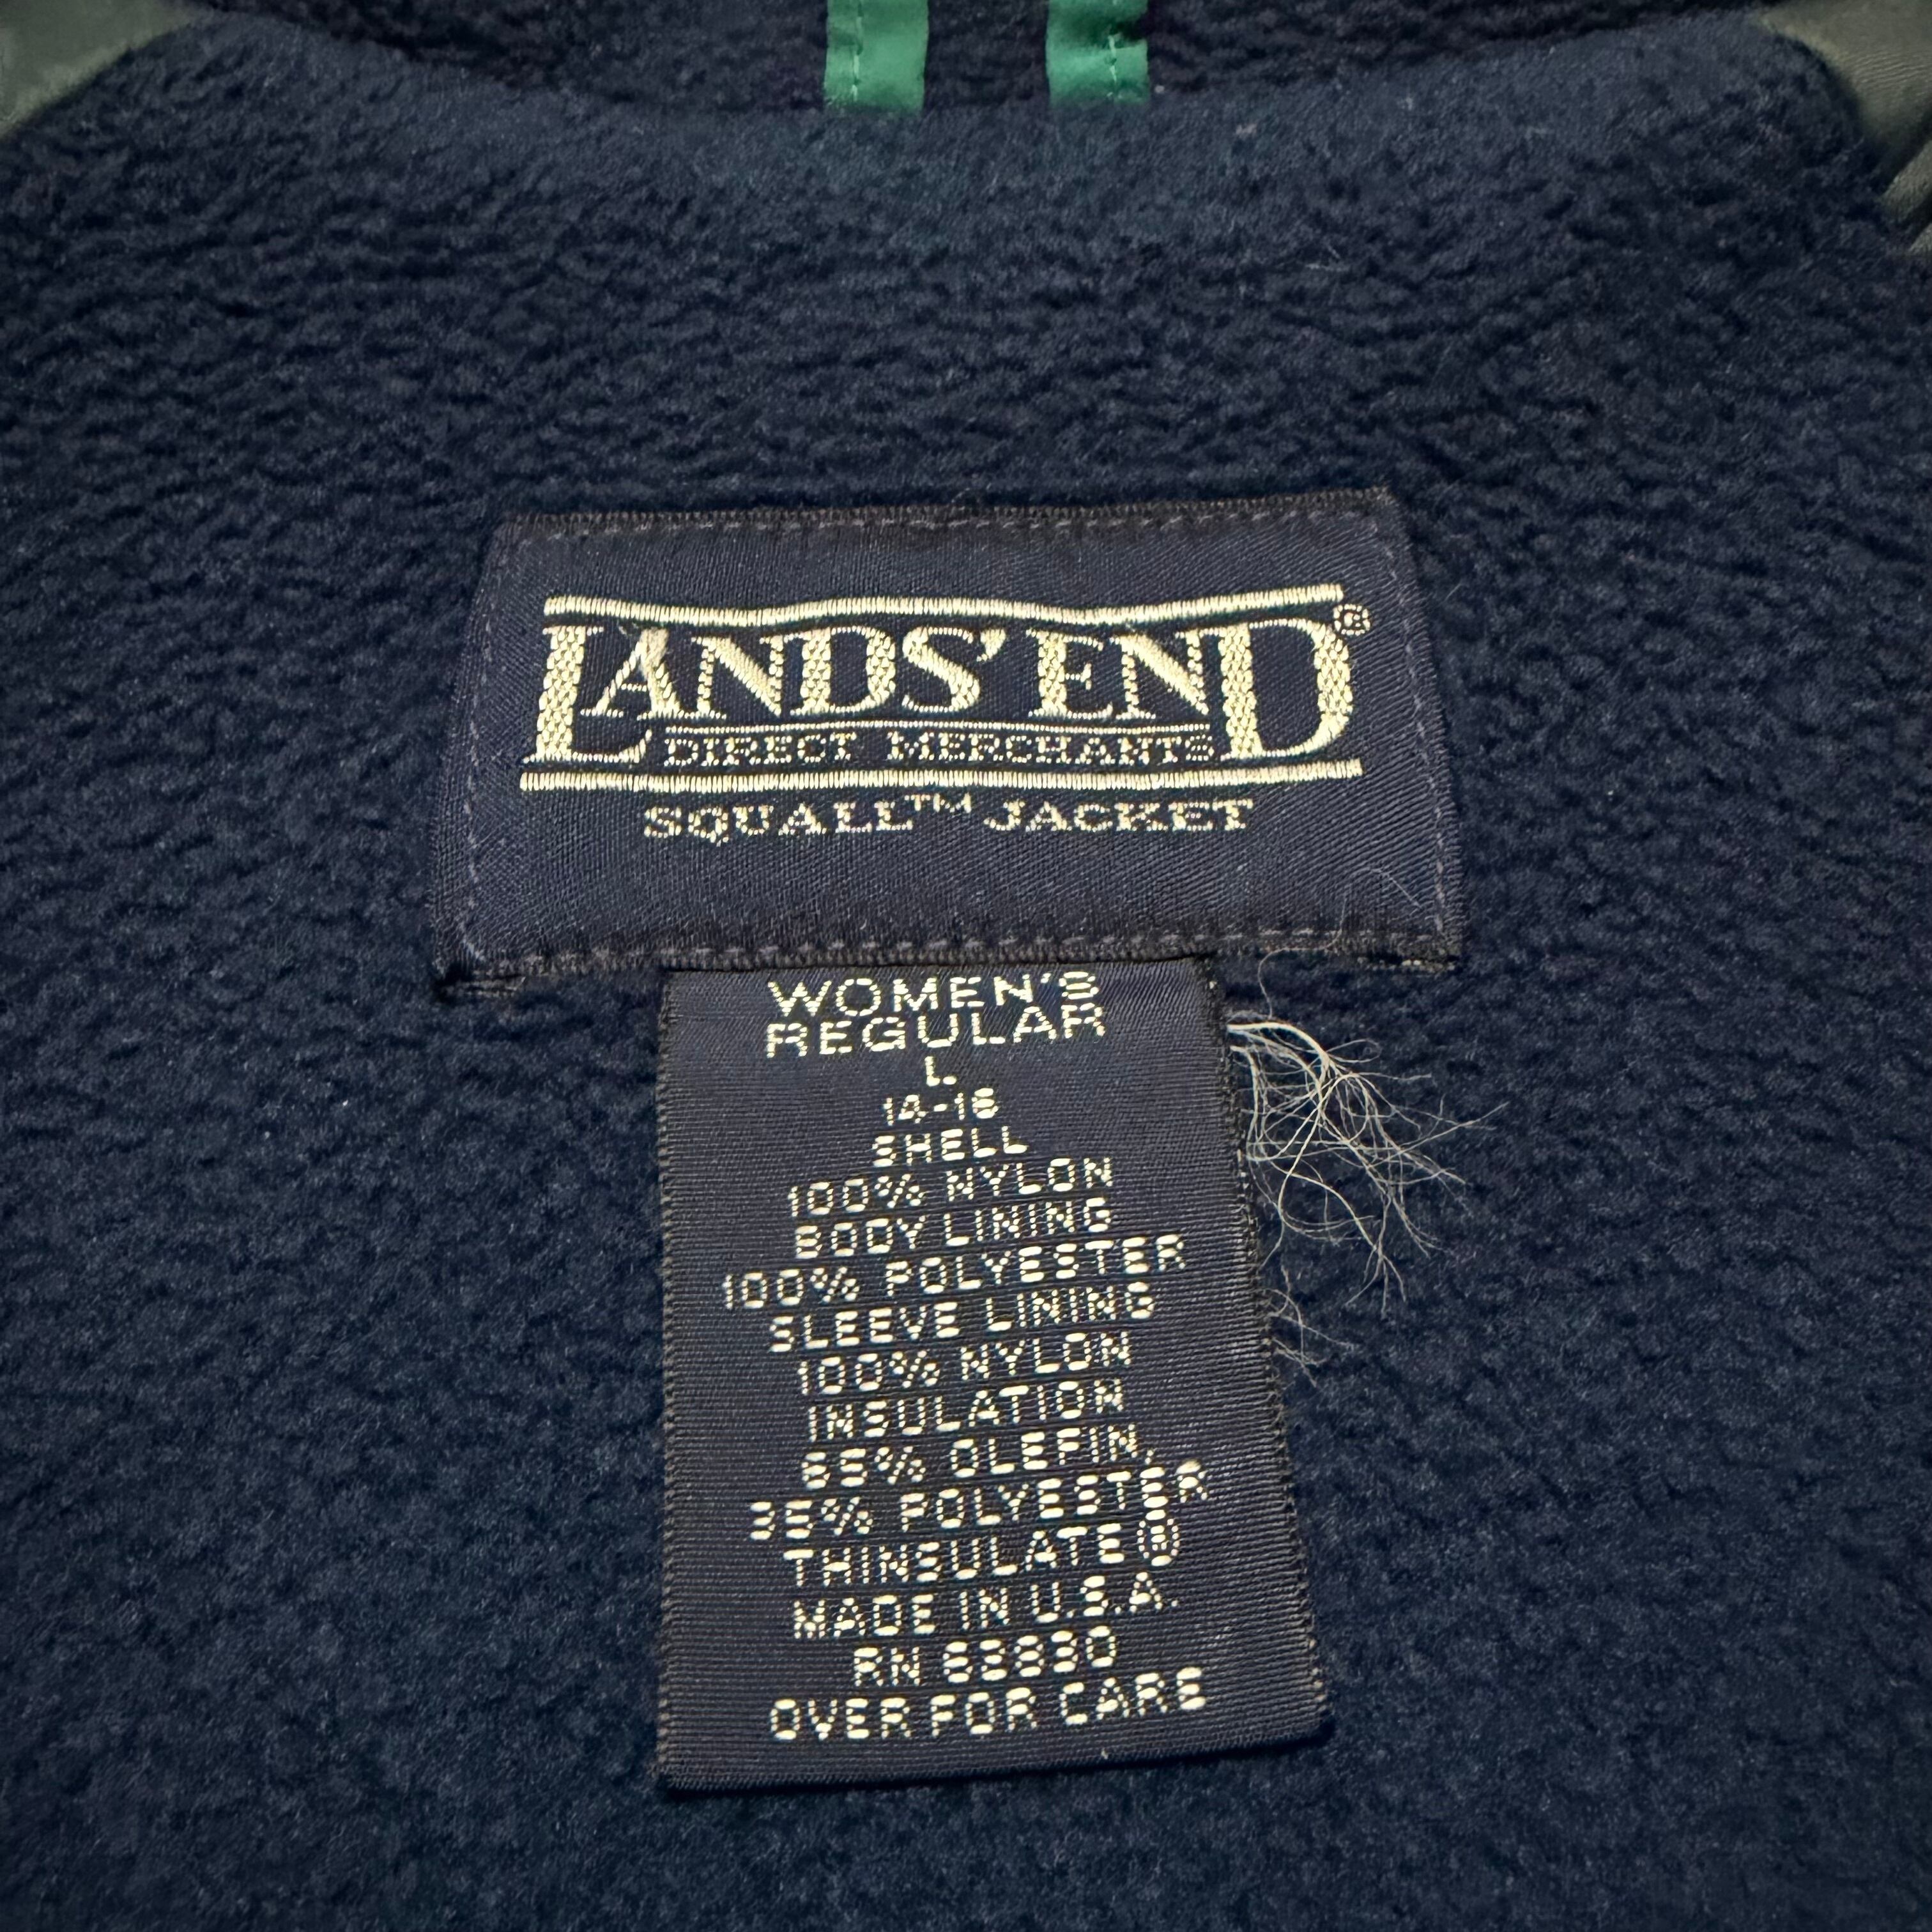 LANDS' END®
DIRECT MERCHANTS
SQUALL™ JACKET
WOMEN'S
REGULAR
L
14-16
SHELL
100% NYLON
BODY LINING
100% POLYESTER
SLEEVE LINING
100% NYLON
INSULATION
65% OLEFIN,
35% POLYESTER
THINSULATE®
MADE IN U.S.A.
RN 63830
OVER FOR CARE